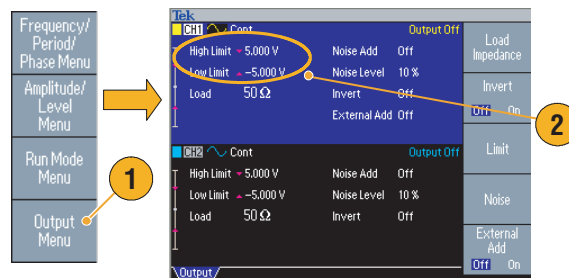 Frequency/
Period/
Phase Menu
Amplitude/
Level
Menu
Run Mode
Menu
Output
Menu
1
Tek
CH1 Cont Output Off
High Limit 5.000 V Noise Add Off
Low Limit -5.000 V Noise Level 10 %
Load 50 Ω Invert Off
External Add Off
CH2 Cont Output Off
High Limit 5.000 V Noise Add Off
Low Limit -5.000 V Noise Level 10 %
Load 50 Ω Invert Off
Output
Load
Impedance
Invert
Off On
Limit
Noise
External
Add
Off On
2